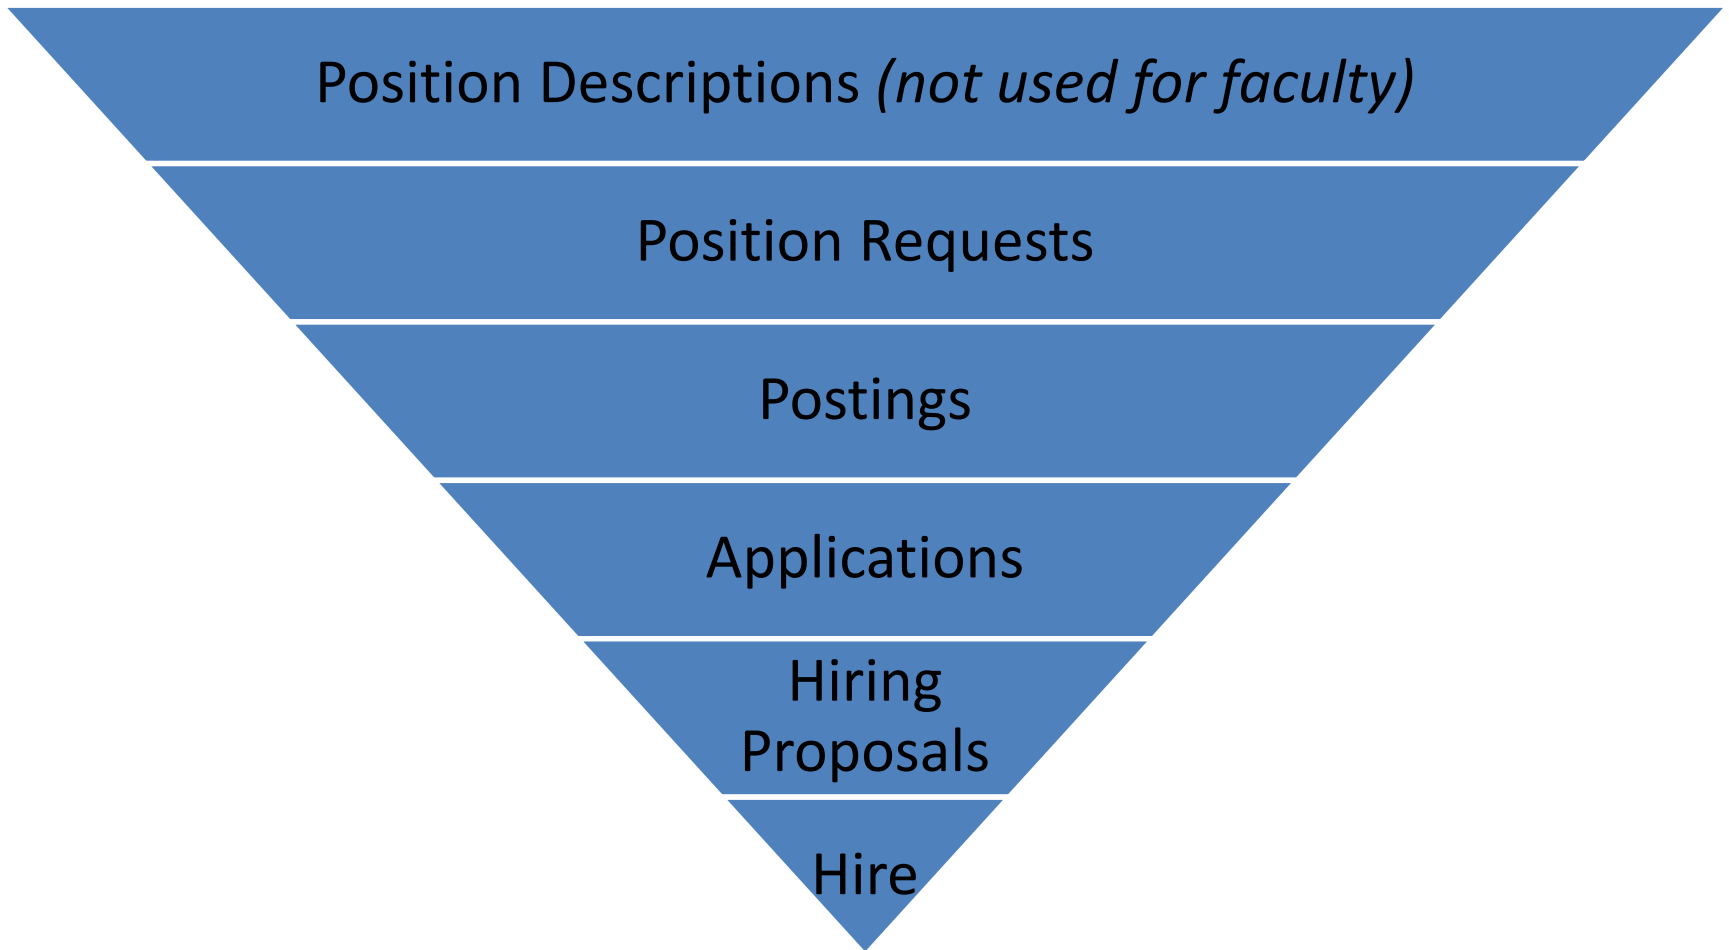 Position Descriptions (not used for faculty)
Position Requests
Postings
Applications
Hiring
Proposals
Hire